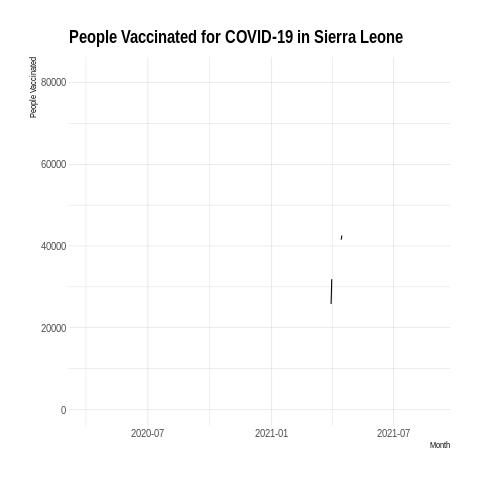 People Vaccinated for COVID-19 in Sierra Leone
People Vaccinated
80000
60000
40000
20000
0
2020-07 2021-01 2021-07
Month